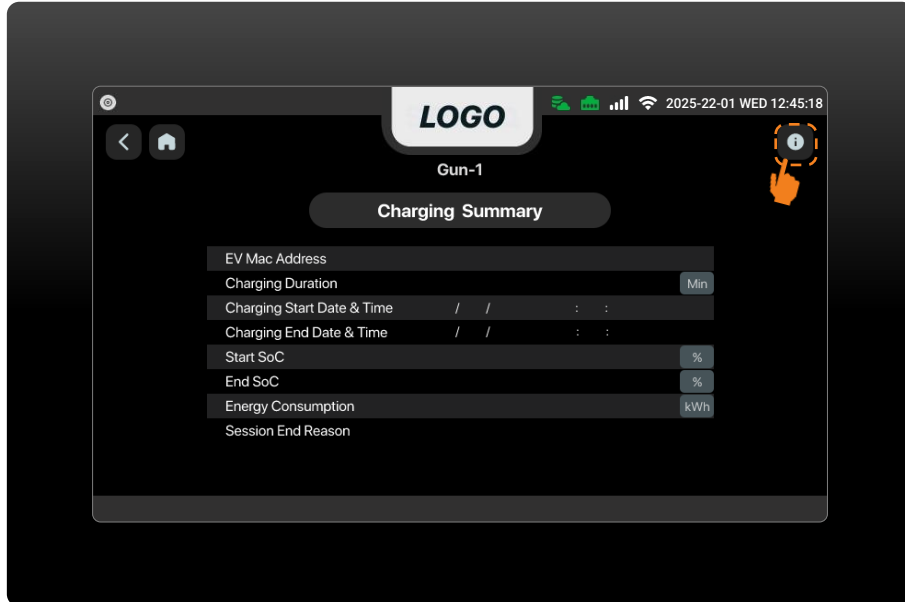 LOGO
2025-22-01 WED 12:45:18
Gun-1
Charging Summary
EV Mac Address
Charging Duration Min
Charging Start Date & Time / / : :
Charging End Date & Time / / : :
Start SoC %
End SoC %
Energy Consumption kWh
Session End Reason